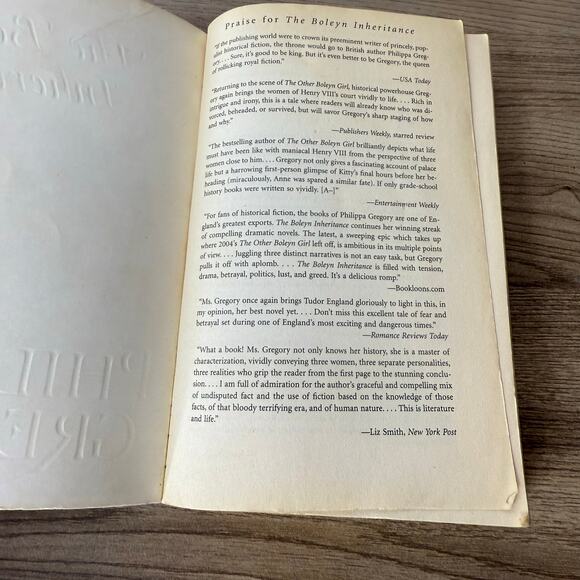 Praise for The Boleyn Inheritance
"If the publishing world were to crown its preeminent writer of princely, pop-
ulist historical fiction, the throne would go to British author Philippa Greg-
ory. . . . Sure, it's good to be king. But it's even better to be Gregory, the queen
of rollicking royal fiction."
—USA Today
"Returning to the scene of The Other Boleyn Girl, historical powerhouse Greg-
ory again brings the women of Henry VIII's court vividly to life. . . . Rich in
intrigue and irony, this is a tale where readers will already know who was di-
vorced, beheaded, or survived, but will savor Gregory's sharp staging of how
and why."
—Publishers Weekly, starred review
"The bestselling author of The Other Boleyn Girl brilliantly depicts what life
must have been like with maniacal Henry VIII from the perspective of three
women close to him. . . . Gregory not only gives a fascinating account of palace
life but a harrowing first-person glimpse of Kitty's final hours before her be-
heading (miraculously, Anne was spared a similar fate). If only grade-school
history books were written so vividly. [A–]"
—Entertainment Weekly
"For fans of historical fiction, the books of Philippa Gregory are one of En-
gland's greatest exports. The Boleyn Inheritance continues her winning streak
of compelling dramatic novels. The latest, a sweeping epic which takes up
where 2004's The Other Boleyn Girl left off, is ambitious in its multiple points
of view. . . . Juggling three distinct narratives is not an easy task, but Gregory
pulls it off with aplomb. . . . The Boleyn Inheritance is filled with tension,
drama, betrayal, politics, lust, and greed. It's a delicious romp."
—Bookloons.com
"Ms. Gregory once again brings Tudor England gloriously to light in this, in
my opinion, her best novel yet. . . . Don't miss this excellent tale of fear and
betrayal set during one of England's most exciting and dangerous times."
—Romance Reviews Today
"What a book! Ms. Gregory not only knows her history, she is a master of
characterization, vividly conveying three women, three separate personalities,
three realities who grip the reader from the first page to the stunning conclu-
sion. . . . I am full of admiration for the author's graceful and compelling mix
of undisputed fact and the use of fiction based on the knowledge of those
facts, of that bloody terrifying era, and of human nature. . . . This is literature
and life."
—Liz Smith, New York Post